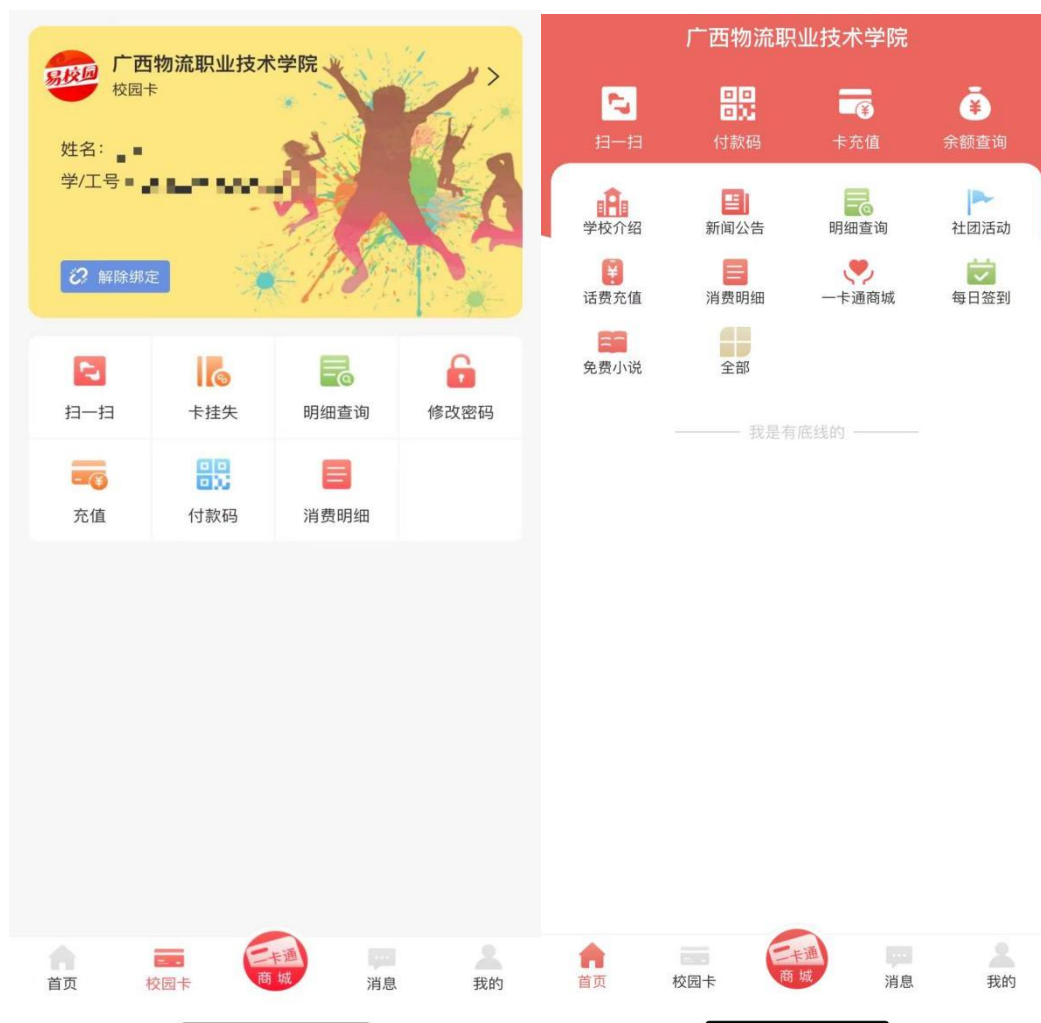 易校园
广西物流职业技术学院
校园卡
姓名：
学/工号
解除绑定
扫一扫
卡挂失
明细查询
修改密码
充值
付款码
消费明细
首页
校园卡
一卡通
商城
消息
我的
广西物流职业技术学院
扫一扫
付款码
卡充值
余额查询
学校介绍
新闻公告
明细查询
社团活动
话费充值
消费明细
一卡通商城
每日签到
免费小说
全部
我是有底线的
首页
校园卡
一卡通
商城
消息
我的